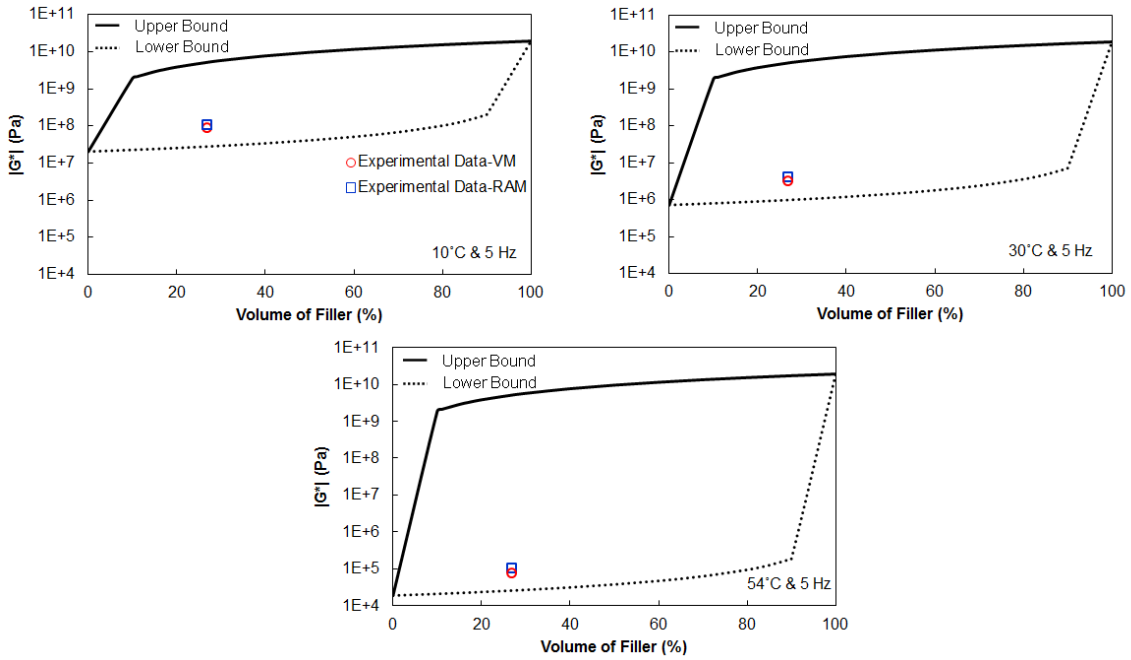 1E+11
Upper Bound
1E+10
Lower Bound
1E+9
1E+8
1E+7
Experimental Data-VM
1E+6
Experimental Data-RAM
1E+5
10˚C & 5 Hz
1E+4
0 20 40 60 80 100
Volume of Filler (%)
|G*| (Pa)
1E+11
Upper Bound
1E+10
Lower Bound
1E+9
1E+8
1E+7
1E+6
1E+5
30˚C & 5 Hz
1E+4
0 20 40 60 80 100
Volume of Filler (%)
|G*| (Pa)
1E+11
Upper Bound
1E+10
Lower Bound
1E+9
1E+8
1E+7
1E+6
1E+5
54˚C & 5 Hz
1E+4
0 20 40 60 80 100
Volume of Filler (%)
|G*| (Pa)